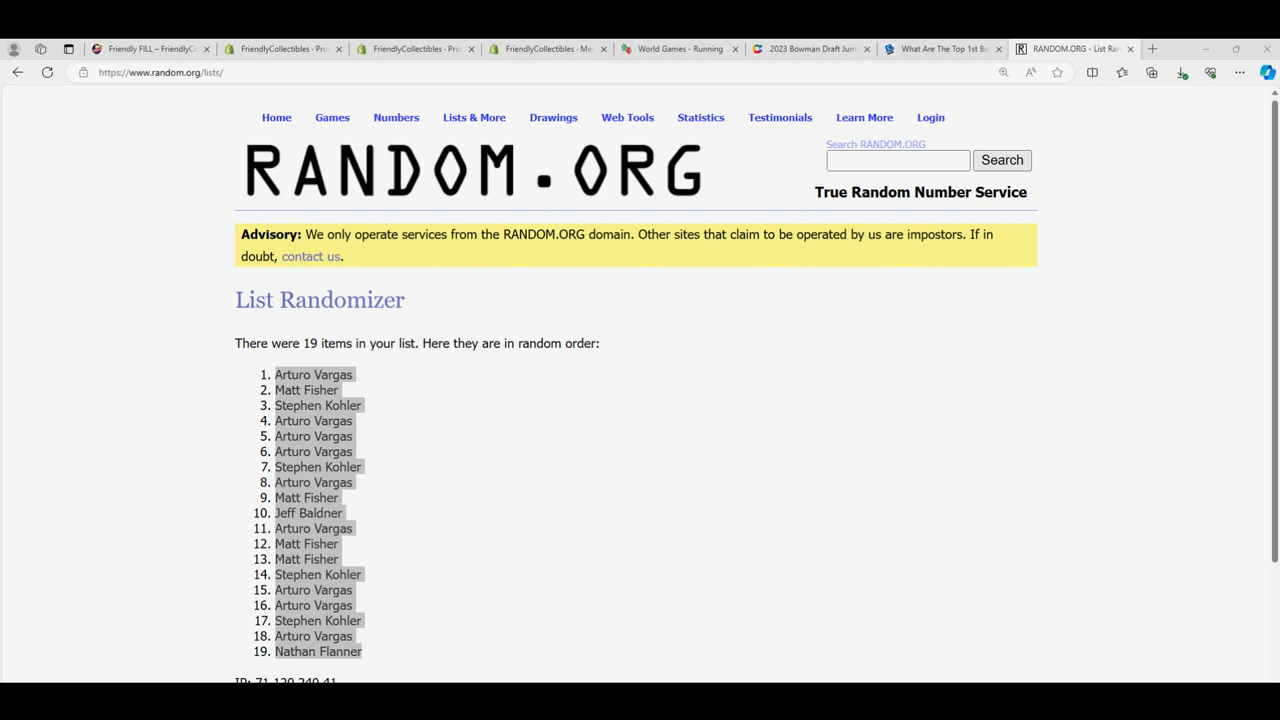 Friendly FILL – FriendlyC
FriendlyCollectibles - Pro
FriendlyCollectibles - Pro
FriendlyCollectibles - Me
World Games - Running
2023 Bowman Draft Jum
What Are The Top 1st Bo
RANDOM.ORG - List Ran
https://www.random.org/lists/
Home Games Numbers Lists & More Drawings Web Tools Statistics Testimonials Learn More Login
RANDOM.ORG
Search RANDOM.ORG
Search
True Random Number Service
Advisory: We only operate services from the RANDOM.ORG domain. Other sites that claim to be operated by us are impostors. If in
doubt, contact us.
List Randomizer
There were 19 items in your list. Here they are in random order:
1. Arturo Vargas
2. Matt Fisher
3. Stephen Kohler
4. Arturo Vargas
5. Arturo Vargas
6. Arturo Vargas
7. Stephen Kohler
8. Arturo Vargas
9. Matt Fisher
10. Jeff Baldner
11. Arturo Vargas
12. Matt Fisher
13. Matt Fisher
14. Stephen Kohler
15. Arturo Vargas
16. Arturo Vargas
17. Stephen Kohler
18. Arturo Vargas
19. Nathan Flanner